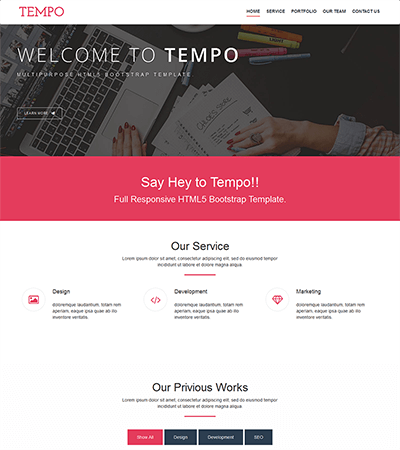 TEMPO
HOME SERVICE PORTFOLIO OUR TEAM CONTACT US
WELCOME TO TEMPO
MULTIPURPOSE HTML5 BOOTSTRAP TEMPLATE
LEARN MORE
Say Hey to Tempo!!
Full Responsive HTML5 Bootstrap Template.
Our Service
Lorem ipsum dolor sit amet, consectetur adipiscing elit, sed do eiusmod tempor
incididunt ut labore et dolore magna aliqua.
Design
doloremque laudantium, totam rem
aperiam, eaque ipsa quae ab illo
inventore veritatis.
Development
doloremque laudantium, totam rem
aperiam, eaque ipsa quae ab illo
inventore veritatis.
Marketing
doloremque laudantium, totam rem
aperiam, eaque ipsa quae ab illo
inventore veritatis.
Our Privious Works
Lorem ipsum dolor sit amet, consectetur adipiscing elit, sed do eiusmod tempor
incididunt ut labore et dolore magna aliqua.
Show All
Design
Development
SEO